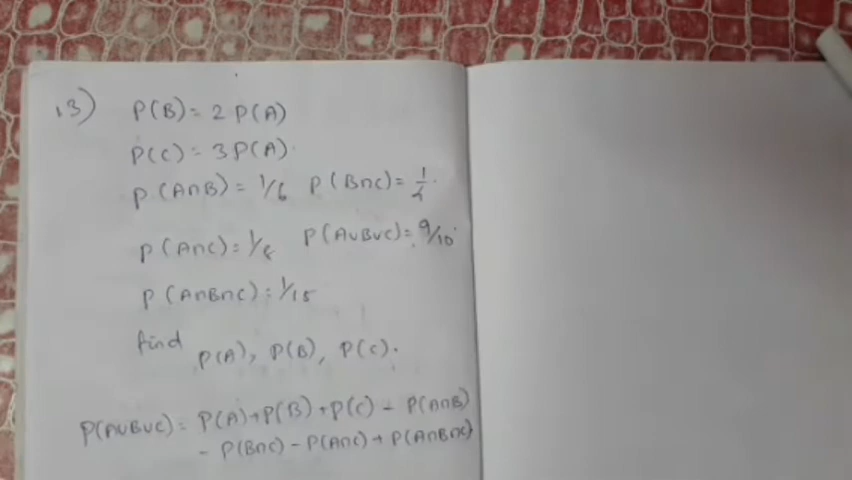 13) P(B) = 2 P(A)
P(C) = 3 P(A).
P(A∩B) = 1/6 P(B∩C) = 1/4.
P(A∩C) = 1/8 P(A∪B∪C) = 9/10.
P(A∩B∩C) = 1/15
find P(A), P(B), P(C).
P(A∪B∪C) = P(A) + P(B) + P(C) - P(A∩B)
- P(B∩C) - P(A∩C) + P(A∩B∩C)